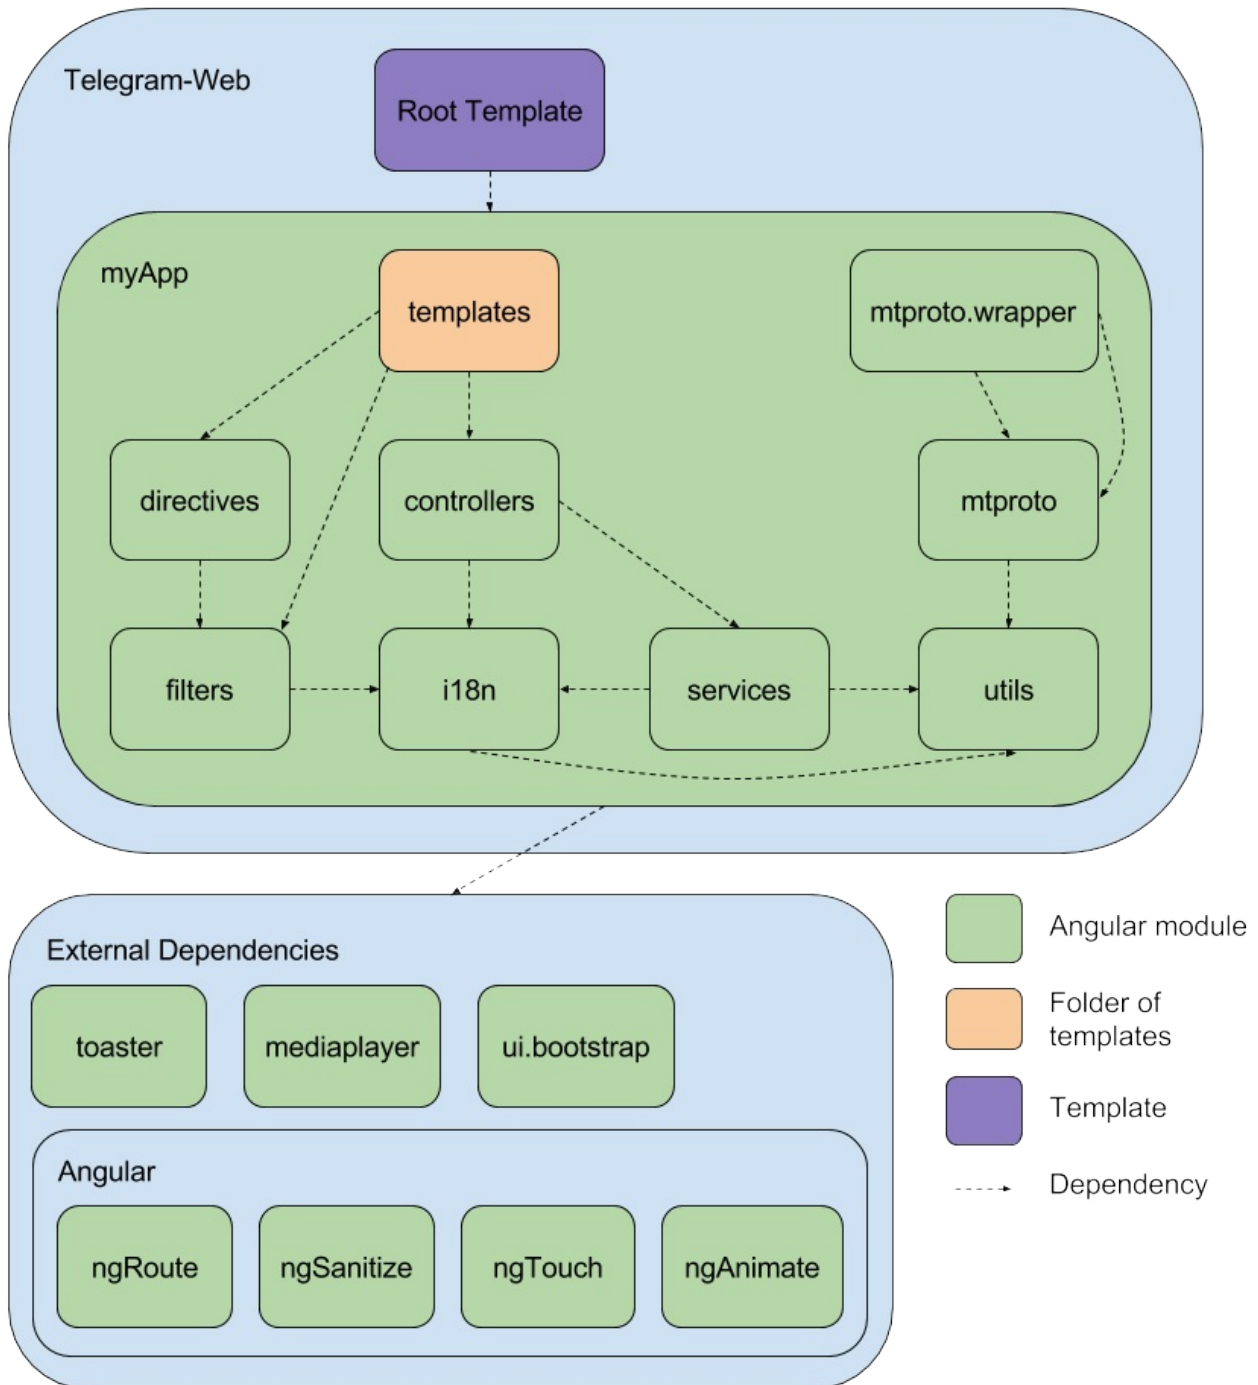 Telegram-Web
Root Template
myApp
templates
mtproto.wrapper
directives
controllers
mtproto
filters
i18n
services
utils
External Dependencies
toaster
mediaplayer
ui.bootstrap
Angular
ngRoute
ngSanitize
ngTouch
ngAnimate
Angular module
Folder of
templates
Template
Dependency